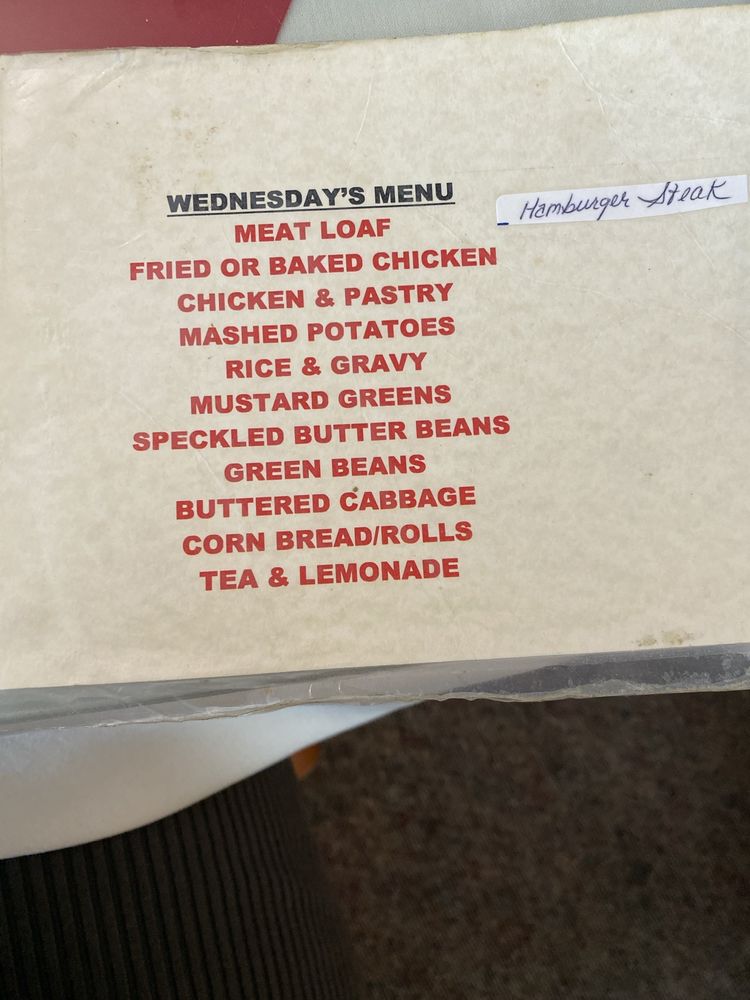 WEDNESDAY'S MENU
Hamburger Steak
MEAT LOAF
FRIED OR BAKED CHICKEN
CHICKEN & PASTRY
MASHED POTATOES
RICE & GRAVY
MUSTARD GREENS
SPECKLED BUTTER BEANS
GREEN BEANS
BUTTERED CABBAGE
CORN BREAD/ROLLS
TEA & LEMONADE